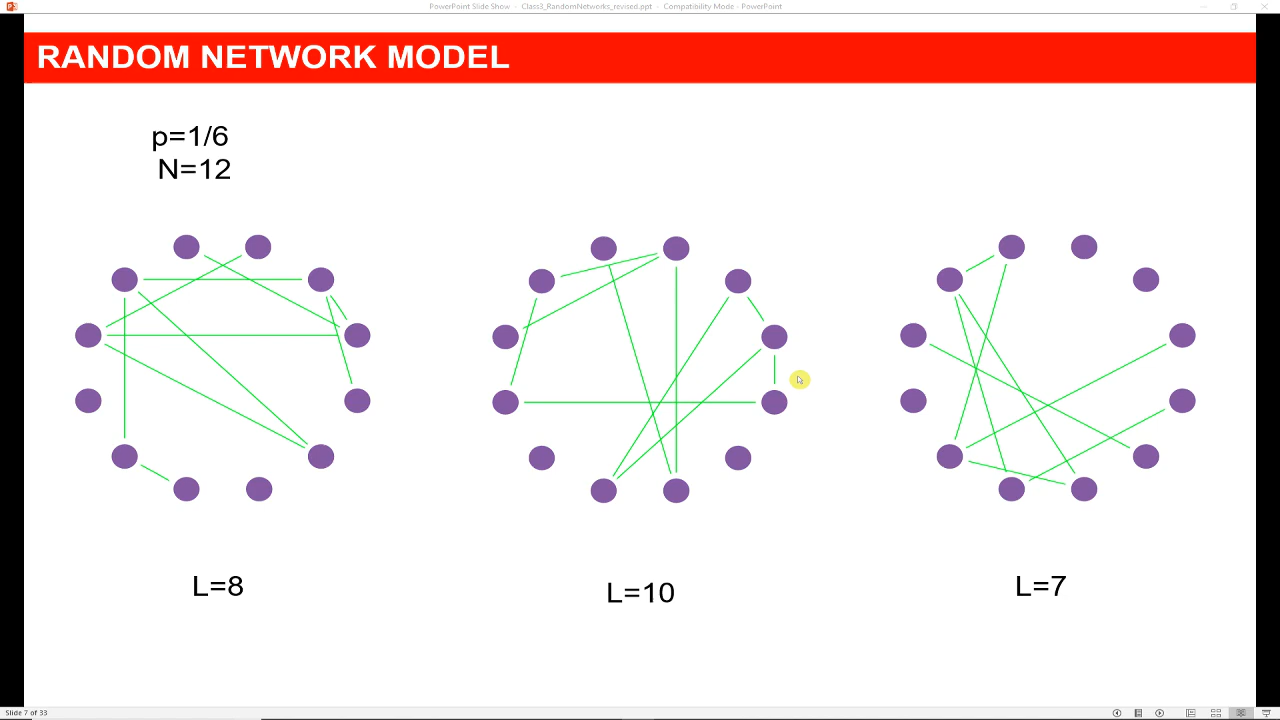 PowerPoint Slide Show - Class3_RandomNetworks_revised.ppt - Compatibility Mode - PowerPoint
RANDOM NETWORK MODEL
p=1/6
N=12
L=8
L=10
L=7
Slide 7 of 33